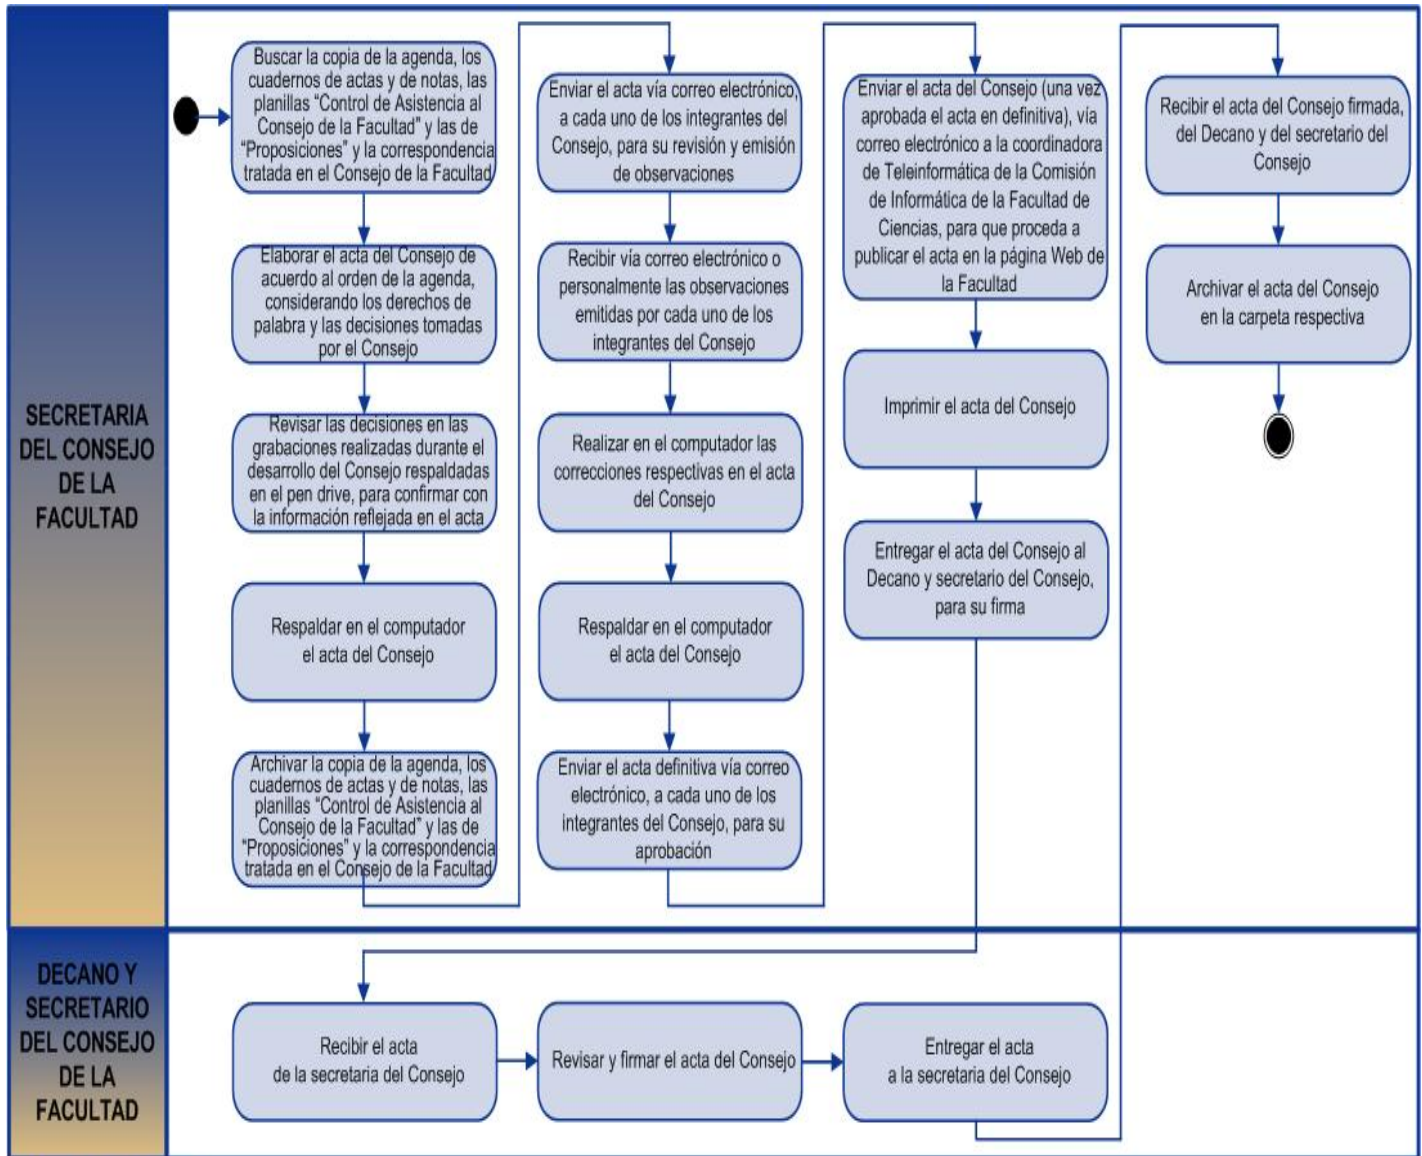 SECRETARIA
DEL CONSEJO
DE LA
FACULTAD
Buscar la copia de la agenda, los
cuadernos de actas y de notas, las
planillas “Control de Asistencia al
Consejo de la Facultad” y las de
“Proposiciones” y la correspondencia
tratada en el Consejo de la Facultad
Elaborar el acta del Consejo de
acuerdo al orden de la agenda,
considerando los derechos de
palabra y las decisiones tomadas
por el Consejo
Revisar las decisiones en las
grabaciones realizadas durante el
desarrollo del Consejo respaldadas
en el pen drive, para confirmar con
la información reflejada en el acta
Respaldar en el computador
el acta del Consejo
Archivar la copia de la agenda, los
cuadernos de actas y de notas, las
planillas “Control de Asistencia al
Consejo de la Facultad” y las de
“Proposiciones” y la correspondencia
tratada en el Consejo de la Facultad
Enviar el acta vía correo electrónico,
a cada uno de los integrantes del
Consejo, para su revisión y emisión
de observaciones
Recibir vía correo electrónico o
personalmente las observaciones
emitidas por cada uno de los
integrantes del Consejo
Realizar en el computador las
correcciones respectivas en el acta
del Consejo
Respaldar en el computador
el acta del Consejo
Enviar el acta definitiva vía correo
electrónico, a cada uno de los
integrantes del Consejo, para su
aprobación
Enviar el acta del Consejo (una vez
aprobada el acta en definitiva), vía
correo electrónico a la coordinadora
de Teleinformática de la Comisión
de Informática de la Facultad de
Ciencias, para que proceda a
publicar el acta en la página Web de
la Facultad
Imprimir el acta del Consejo
Entregar el acta del Consejo al
Decano y secretario del Consejo,
para su firma
Recibir el acta del Consejo firmada,
del Decano y del secretario del
Consejo
Archivar el acta del Consejo
en la carpeta respectiva
DECANO Y
SECRETARIO
DEL CONSEJO
DE LA
FACULTAD
Recibir el acta
de la secretaria del Consejo
Revisar y firmar el acta del Consejo
Entregar el acta
a la secretaria del Consejo